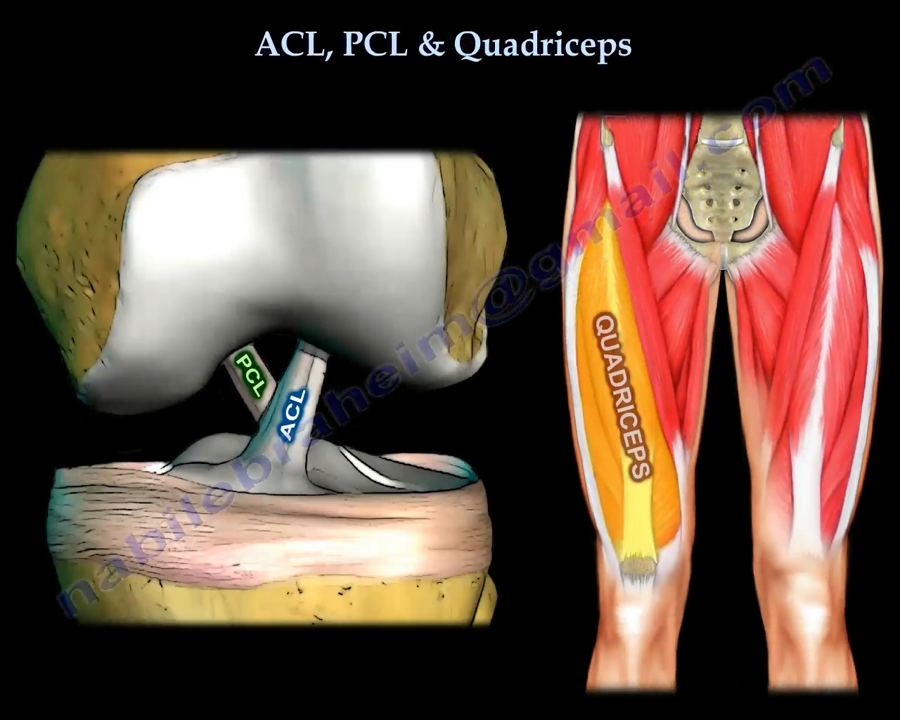 ACL, PCL & Quadriceps
PCL
ACL
QUADRICEPS
nabilebraheim@gmail.com